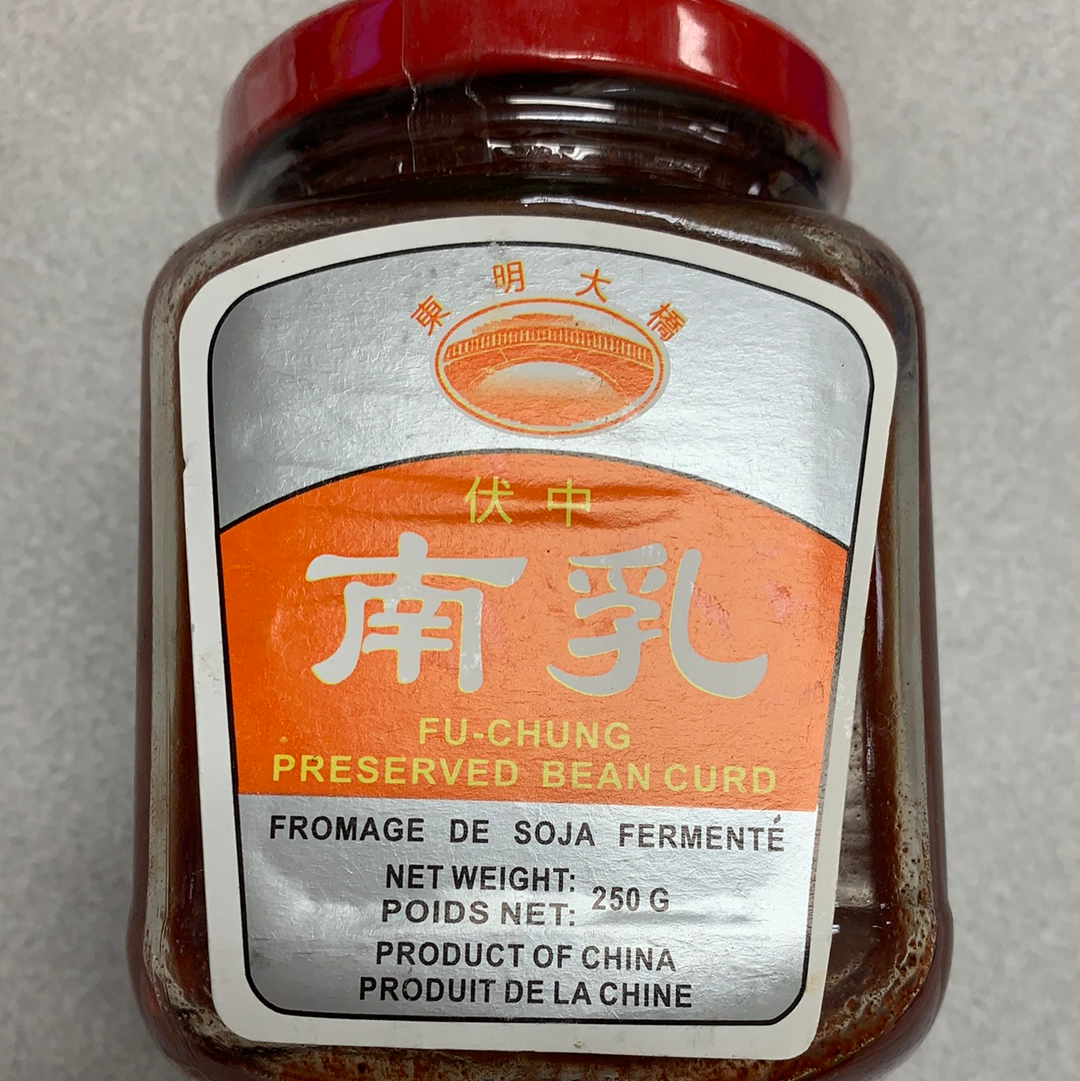 東明大橋
伏中
南乳
FU-CHUNG
PRESERVED BEAN CURD
FROMAGE DE SOJA FERMENTÉ
NET WEIGHT: 250 G
POIDS NET:
PRODUCT OF CHINA
PRODUIT DE LA CHINE